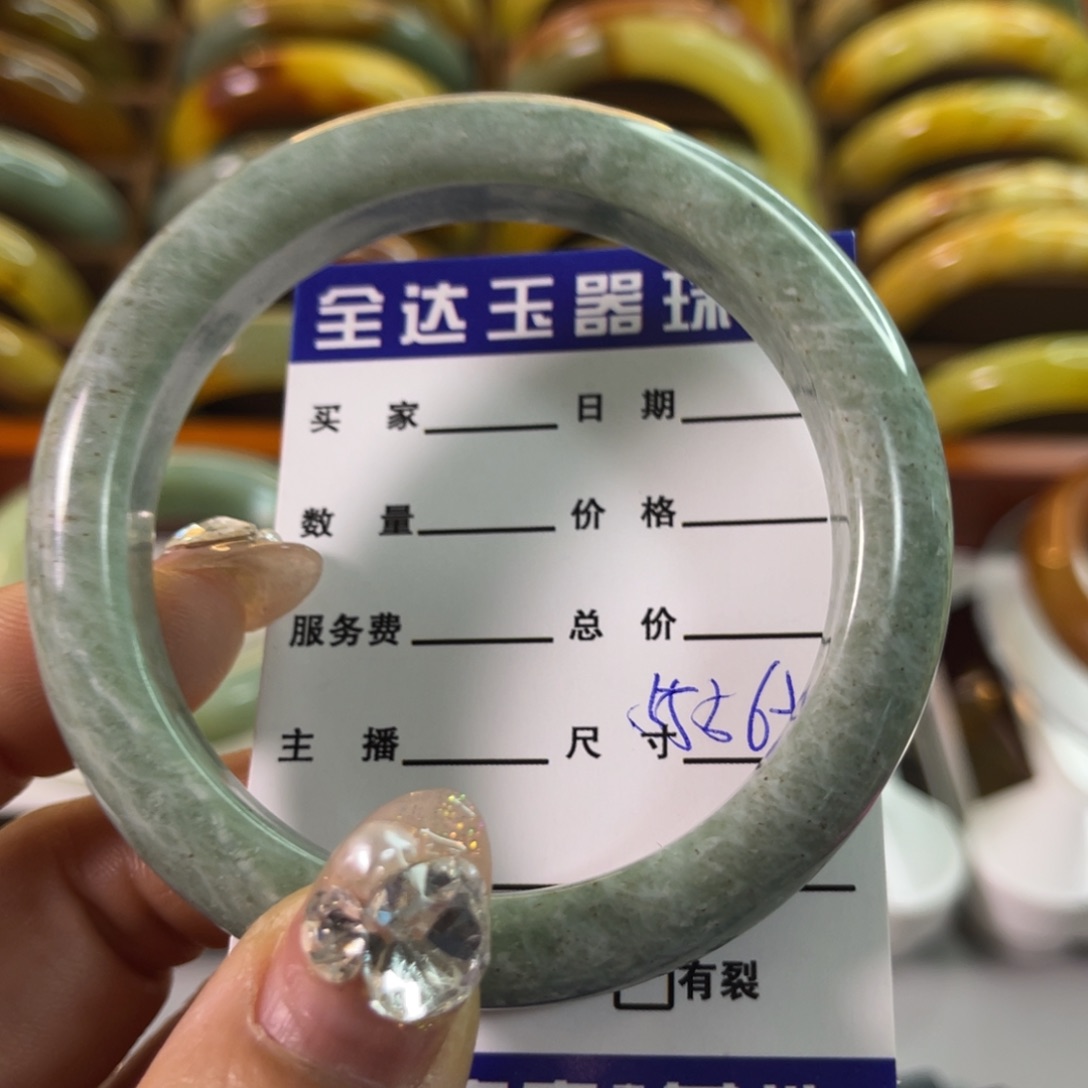 全达玉器珠
买家 日期
数量 价格
服务费 总价
主播 尺寸
有裂